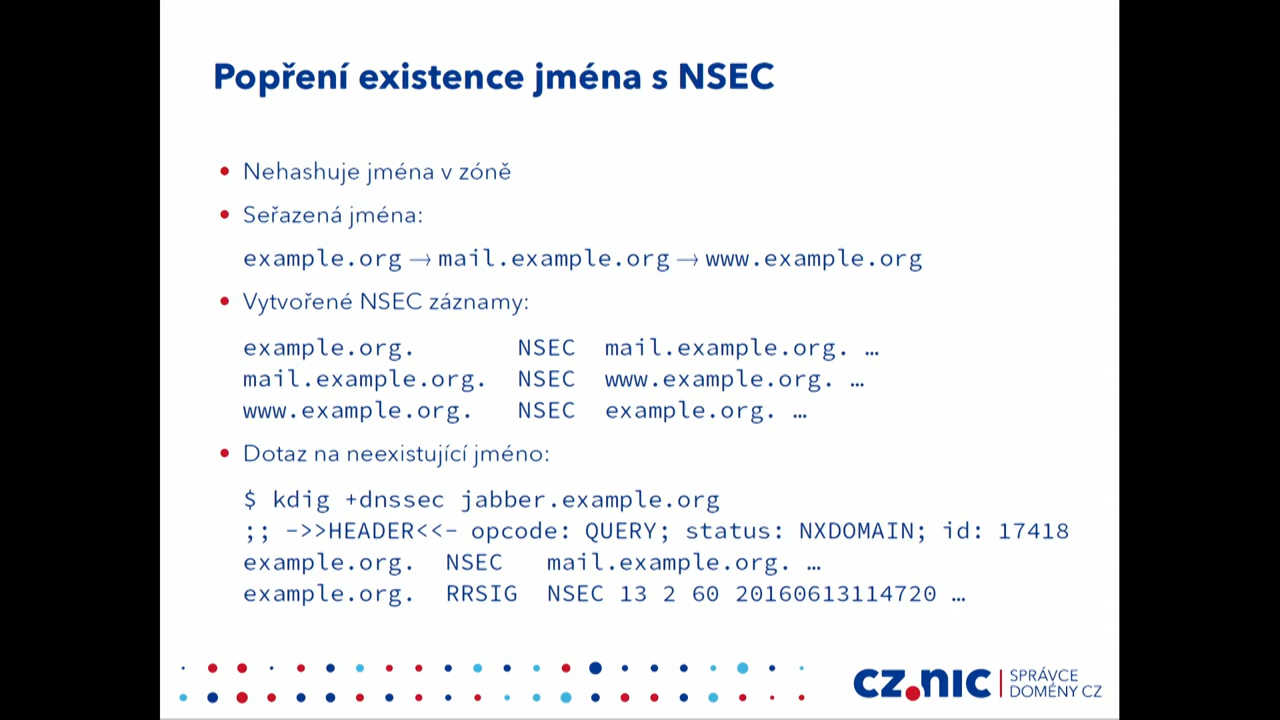 Popření existence jména s NSEC
• Nehashuje jména v zóně
• Seřazená jména:
example.org → mail.example.org → www.example.org
• Vytvořené NSEC záznamy:
example.org. NSEC mail.example.org. …
mail.example.org. NSEC www.example.org. …
www.example.org. NSEC example.org. …
• Dotaz na neexistující jméno:
$ kdig +dnssec jabber.example.org
;; ->>HEADER<<- opcode: QUERY; status: NXDOMAIN; id: 17418
example.org. NSEC mail.example.org. …
example.org. RRSIG NSEC 13 2 60 20160613114720 …
cz.nic | SPRÁVCE
DOMÉNY CZ